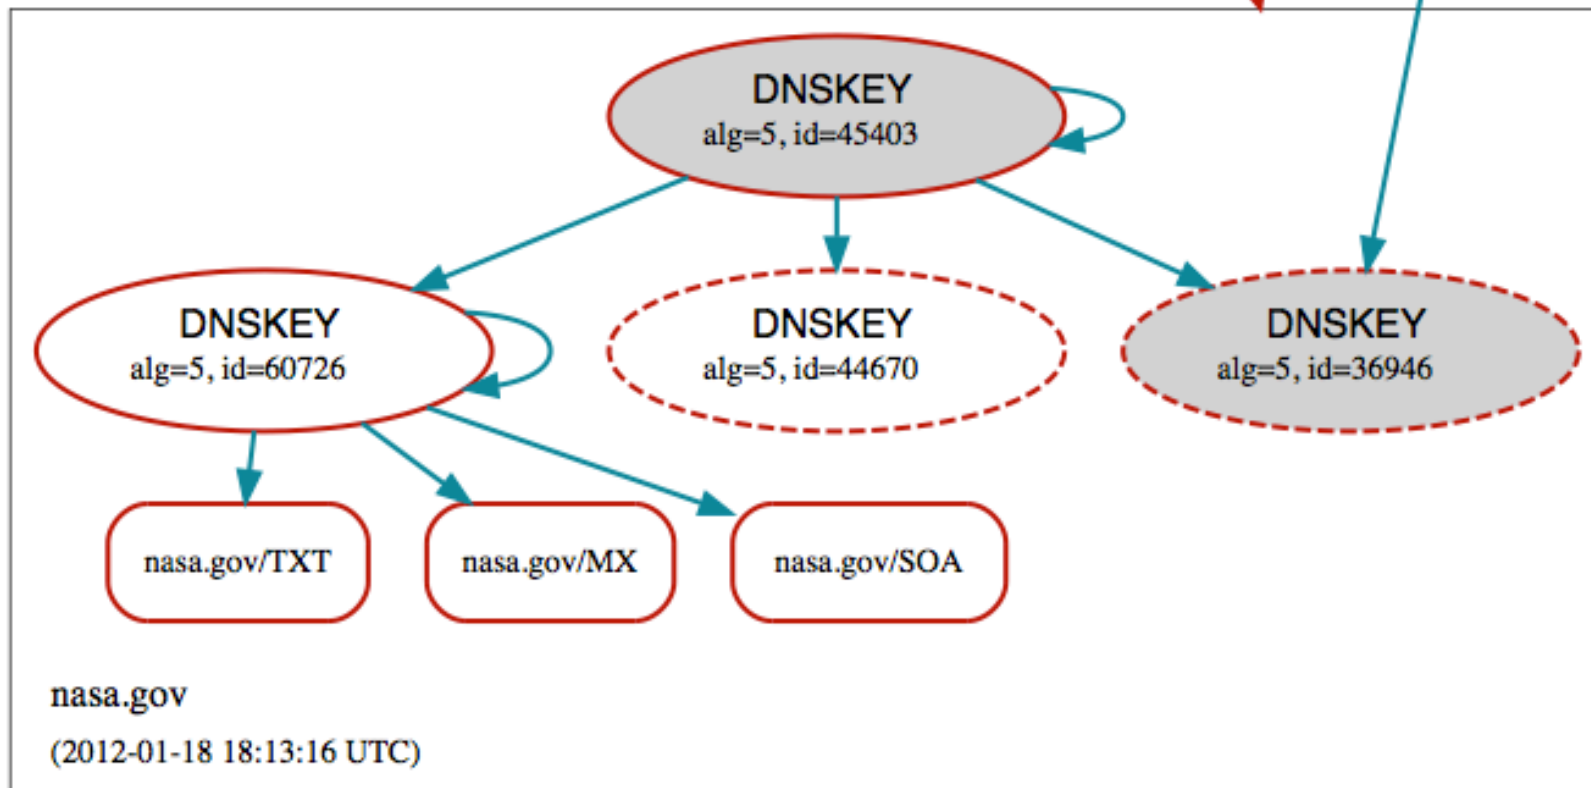 DNSKEY
alg=5, id=45403
DNSKEY
alg=5, id=60726
DNSKEY
alg=5, id=44670
DNSKEY
alg=5, id=36946
nasa.gov/TXT
nasa.gov/MX
nasa.gov/SOA
nasa.gov
(2012-01-18 18:13:16 UTC)